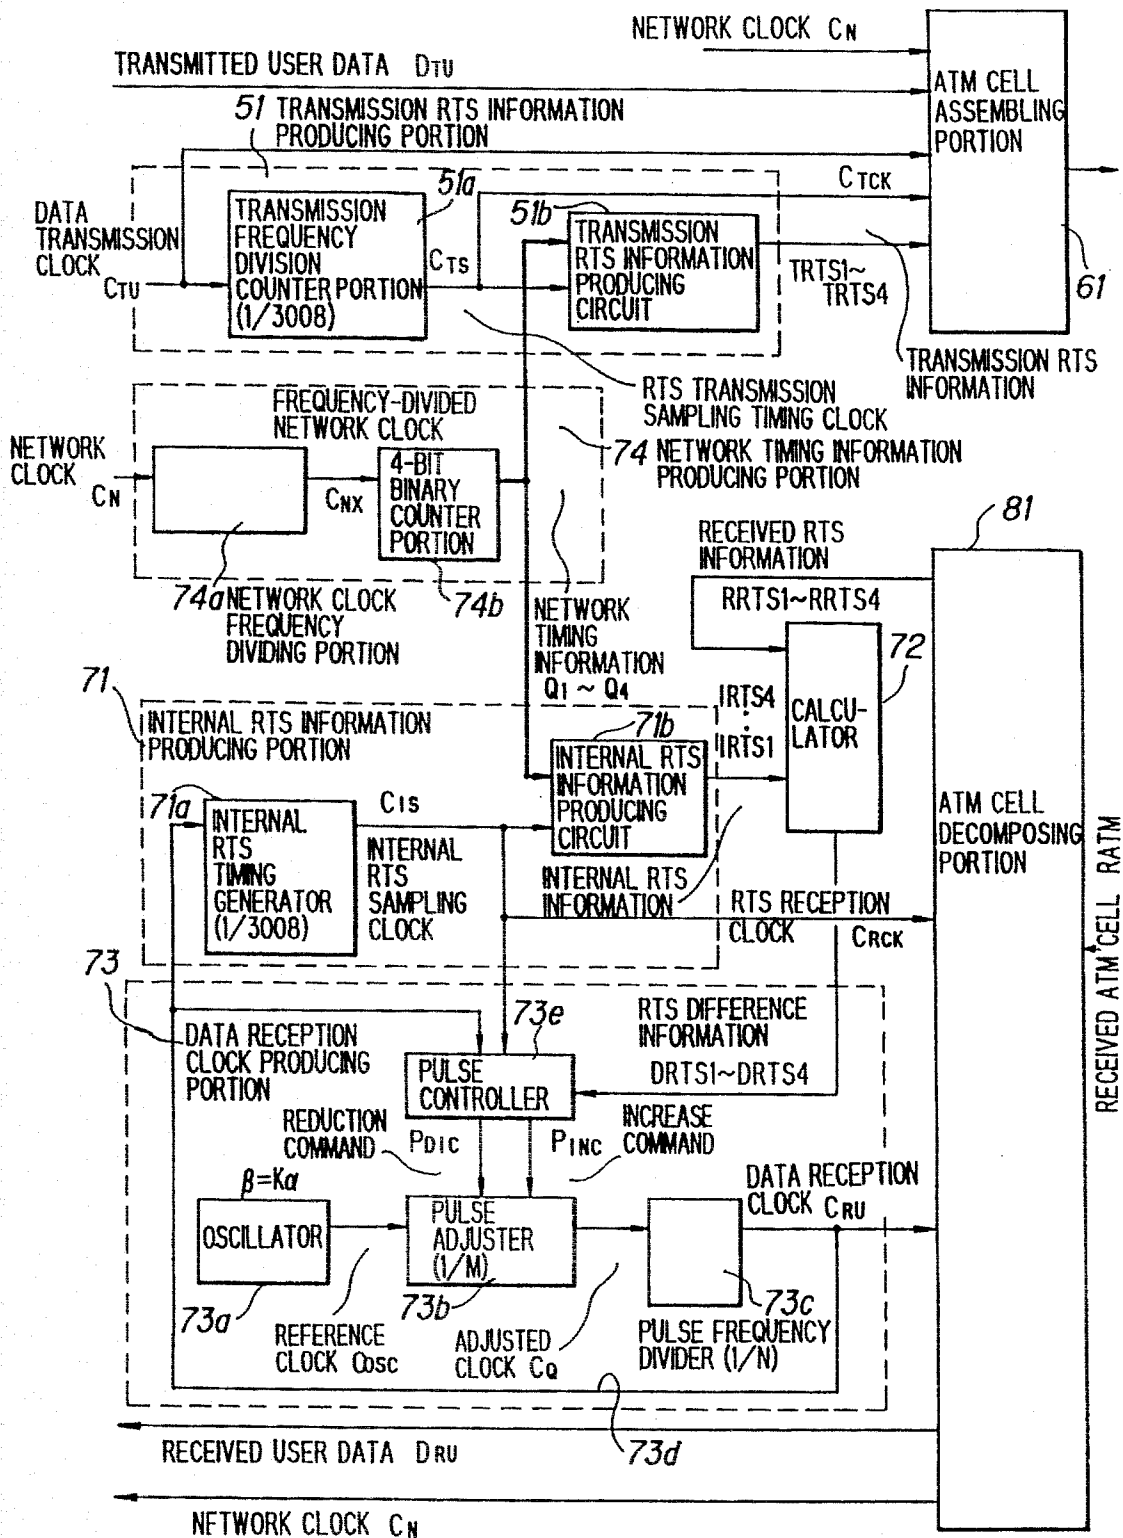 NETWORK CLOCK CN
TRANSMITTED USER DATA DTU
ATM CELL
ASSEMBLING
PORTION
51 TRANSMISSION RTS INFORMATION
PRODUCING PORTION
51a
CTCK
DATA
TRANSMISSION
CLOCK
CTU
TRANSMISSION
FREQUENCY
DIVISION
COUNTER PORTION
(1/3008)
CTS
51b
TRANSMISSION
RTS INFORMATION
PRODUCING
CIRCUIT
TRTS1~
TRTS4
61
TRANSMISSION RTS
INFORMATION
RTS TRANSMISSION
SAMPLING TIMING CLOCK
FREQUENCY-DIVIDED
NETWORK CLOCK
74 NETWORK TIMING INFORMATION
PRODUCING PORTION
NETWORK
CLOCK
CN
CNX
4-BIT
BINARY
COUNTER
PORTION
74a NETWORK CLOCK
FREQUENCY
DIVIDING PORTION
74b
NETWORK
TIMING
INFORMATION
Q1 ~ Q4
RECEIVED RTS
INFORMATION
RRTS1~RRTS4
81
72
CALCU-
LATOR
71
INTERNAL RTS INFORMATION
PRODUCING PORTION
71b
IRTS4
:
IRTS1
INTERNAL RTS
INFORMATION
PRODUCING
CIRCUIT
71a
INTERNAL
RTS
TIMING
GENERATOR
(1/3008)
CIS
INTERNAL
RTS
SAMPLING
CLOCK
INTERNAL RTS
INFORMATION
RTS RECEPTION
CLOCK CRCK
ATM CELL
DECOMPOSING
PORTION
RECEIVED ATM CELL RATM
73
DATA RECEPTION
CLOCK PRODUCING
PORTION
73e
PULSE
CONTROLLER
RTS DIFFERENCE
INFORMATION
DRTS1~DRTS4
REDUCTION
COMMAND
PDIC
PINC
INCREASE
COMMAND
β=Kα
OSCILLATOR
73a
PULSE
ADJUSTER
(1/M)
73b
DATA RECEPTION
CLOCK CRU
73c
PULSE FREQUENCY
DIVIDER (1/N)
REFERENCE
CLOCK COSC
ADJUSTED
CLOCK CQ
73d
RECEIVED USER DATA DRU
NETWORK CLOCK CN